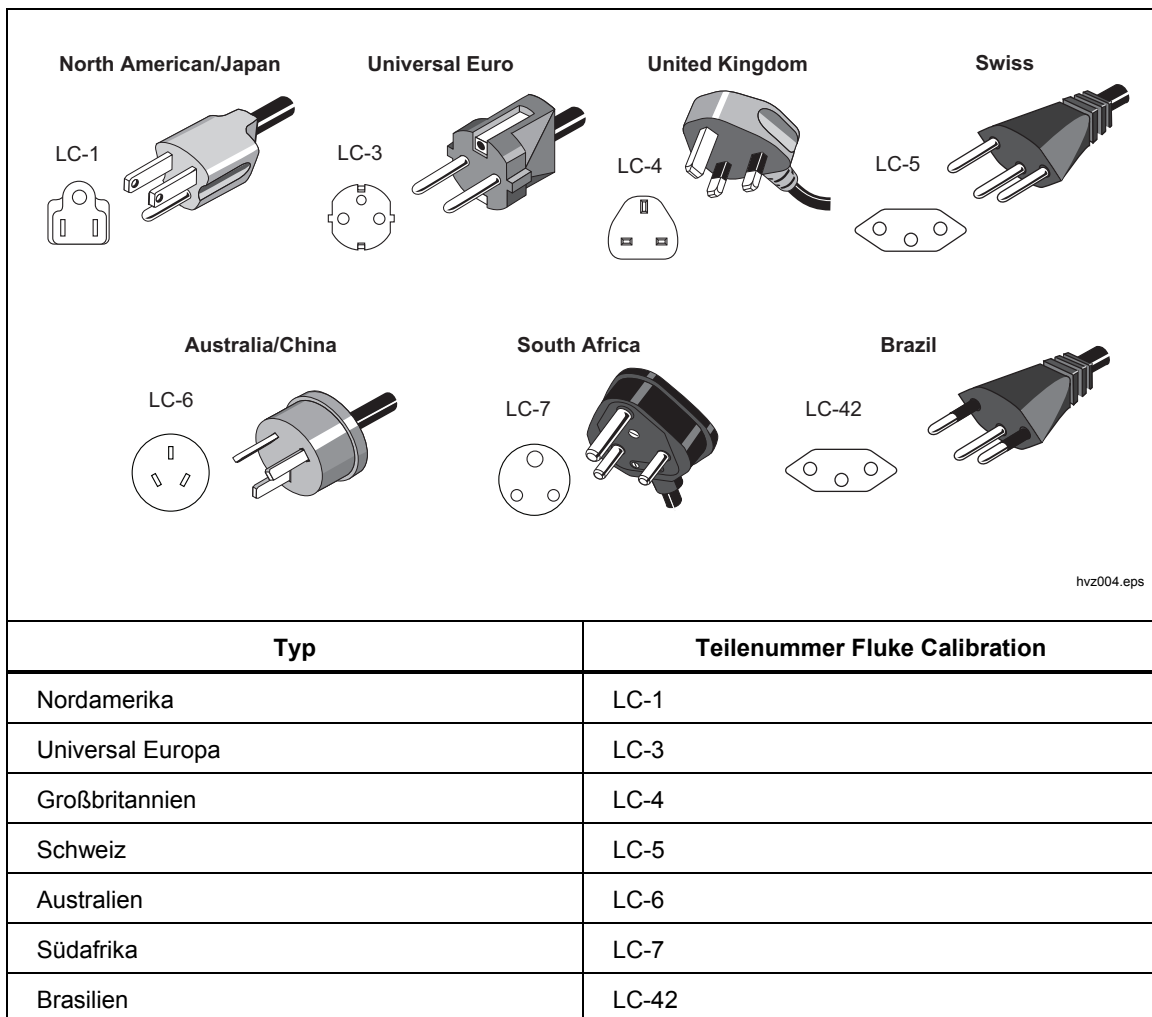 North American/Japan
Universal Euro
United Kingdom
Swiss
LC-1
LC-3
LC-4
LC-5
Australia/China
South Africa
Brazil
LC-6
LC-7
LC-42
hvz004.eps
Typ Teilenummer Fluke Calibration
Nordamerika LC-1
Universal Europa LC-3
Großbritannien LC-4
Schweiz LC-5
Australien LC-6
Südafrika LC-7
Brasilien LC-42